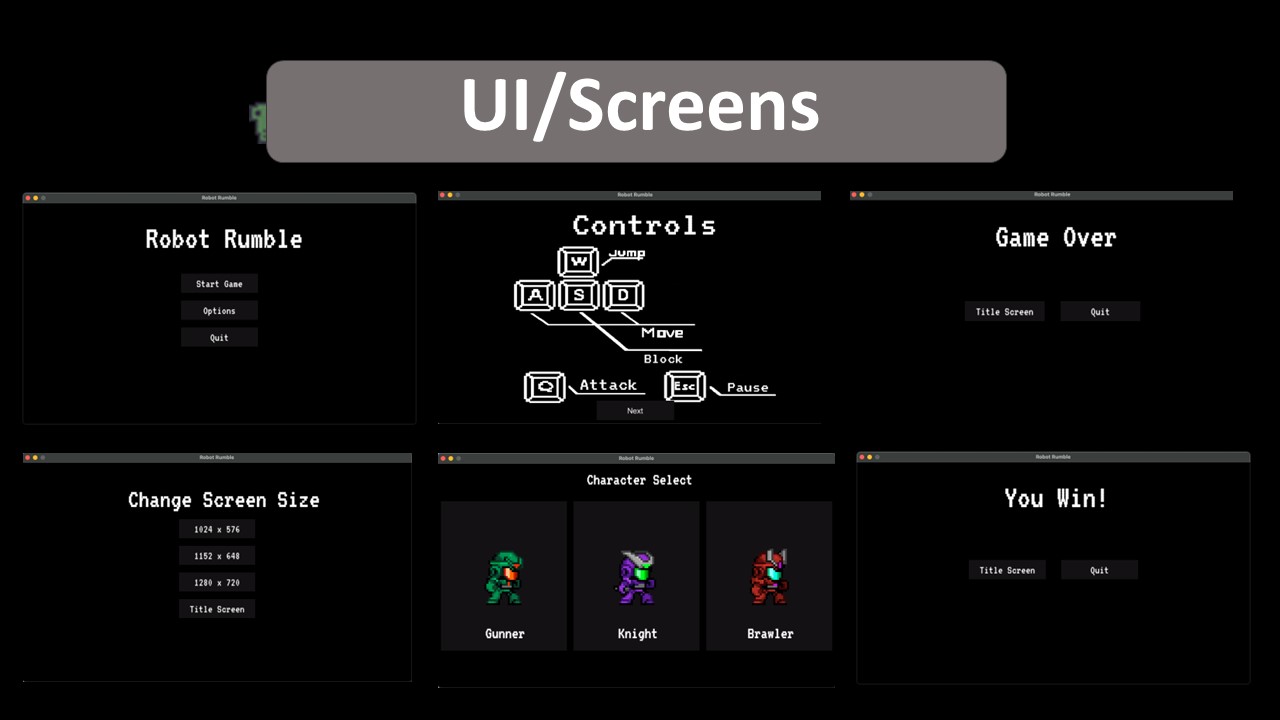 UI/Screens
Robot Rumble
Robot Rumble
Start Game
Options
Quit
Robot Rumble
Controls
W
Jump
A S D
Move
Block
Q
Attack
Esc
Pause
Next
Robot Rumble
Game Over
Title Screen
Quit
Robot Rumble
Change Screen Size
1024 x 576
1152 x 648
1280 x 720
Title Screen
Robot Rumble
Character Select
Gunner
Knight
Brawler
Robot Rumble
You Win!
Title Screen
Quit